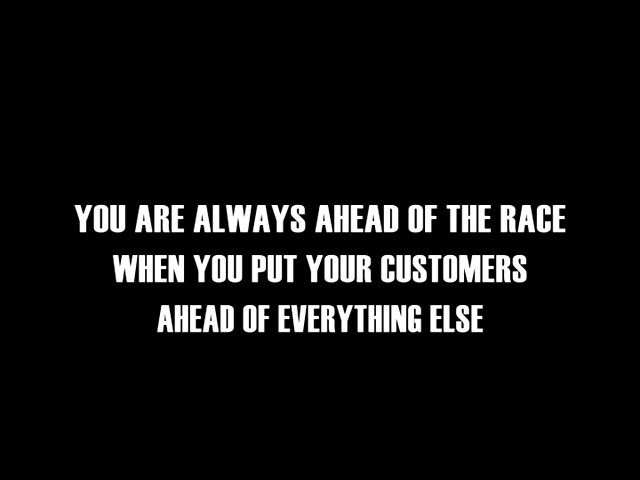 YOU ARE ALWAYS AHEAD OF THE RACE
WHEN YOU PUT YOUR CUSTOMERS
AHEAD OF EVERYTHING ELSE